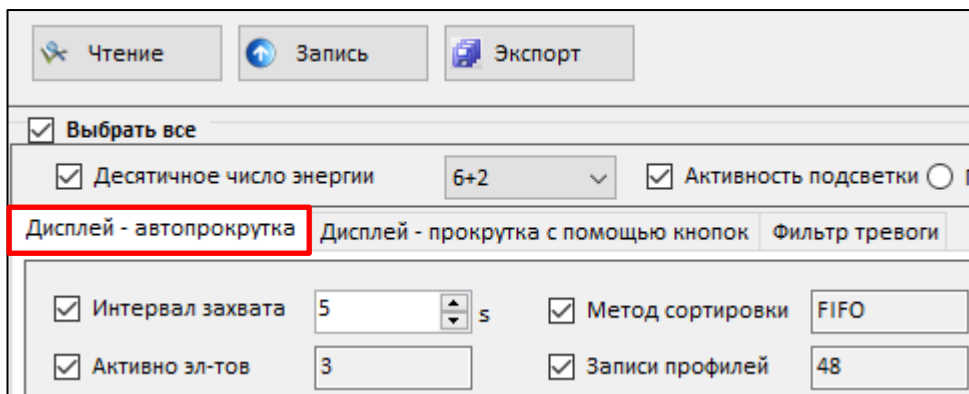 Чтение Запись Экспорт
Выбрать все
Десятичное число энергии 6+2 Активность подсветки
Дисплей - автопрокрутка Дисплей - прокрутка с помощью кнопок Фильтр тревоги
Интервал захвата 5 s Метод сортировки FIFO
Активно эл-тов 3 Записи профилей 48